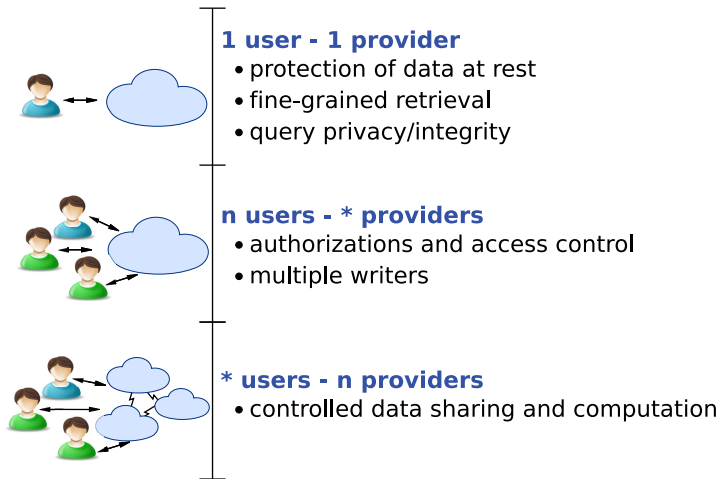 1 user - 1 provider
• protection of data at rest
• fine-grained retrieval
• query privacy/integrity
n users - * providers
• authorizations and access control
• multiple writers
* users - n providers
• controlled data sharing and computation